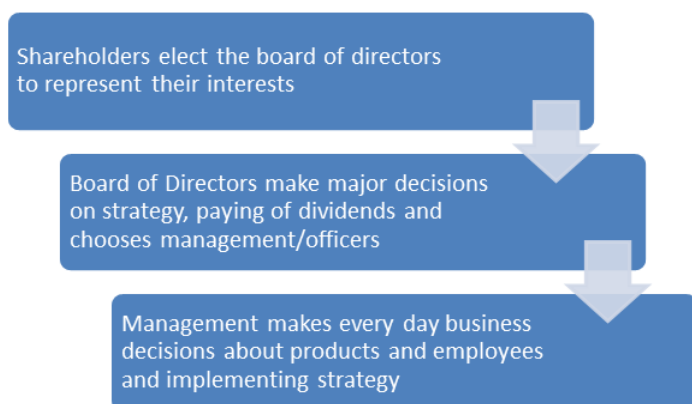 Shareholders elect the board of directors
to represent their interests
Board of Directors make major decisions
on strategy, paying of dividends and
chooses management/officers
Management makes every day business
decisions about products and employees
and implementing strategy